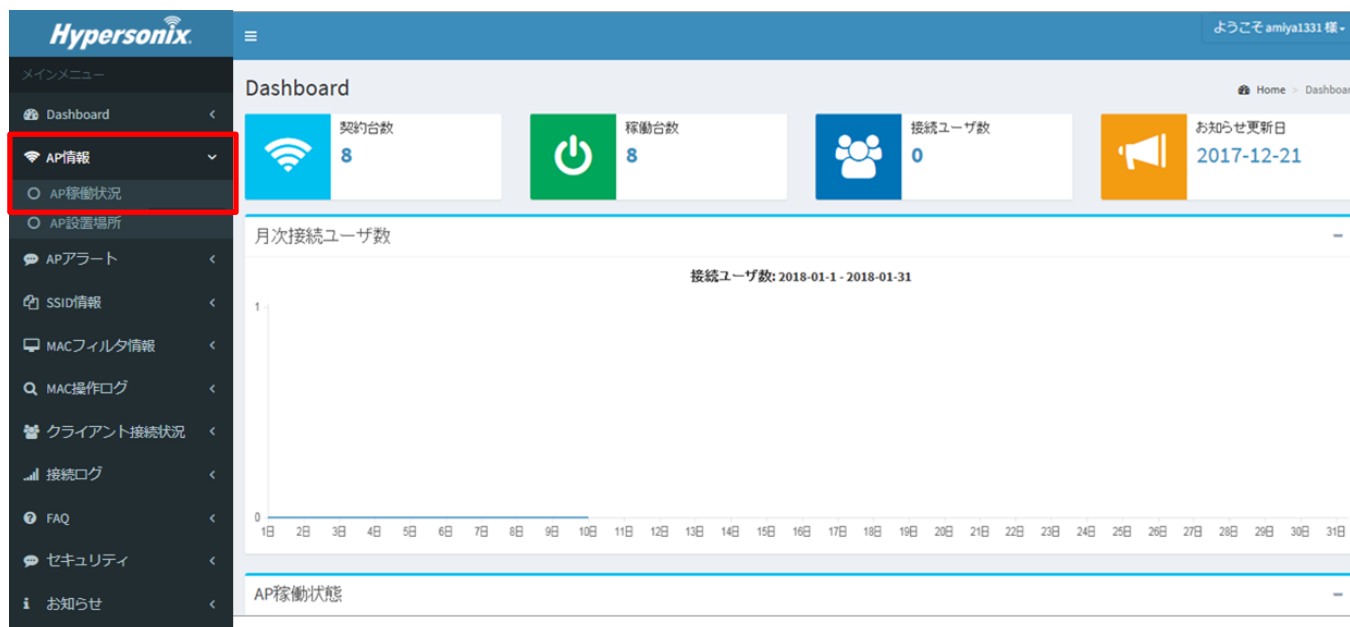 Hypersonix.
ようこそ amiya1331 様
メインメニュー
Dashboard
AP情報
AP稼働状況
AP設置場所
APアラート
SSID情報
MACフィルタ情報
MAC操作ログ
クライアント接続状況
接続ログ
FAQ
セキュリティ
お知らせ
Dashboard
Home > Dashboar
契約台数
8
稼働台数
8
接続ユーザ数
0
お知らせ更新日
2017-12-21
月次接続ユーザ数
接続ユーザ数: 2018-01-1 - 2018-01-31
1
0
1日 2日 3日 4日 5日 6日 7日 8日 9日 10日 11日 12日 13日 14日 15日 16日 17日 18日 19日 20日 21日 22日 23日 24日 25日 26日 27日 28日 29日 30日 31日
AP稼働状態